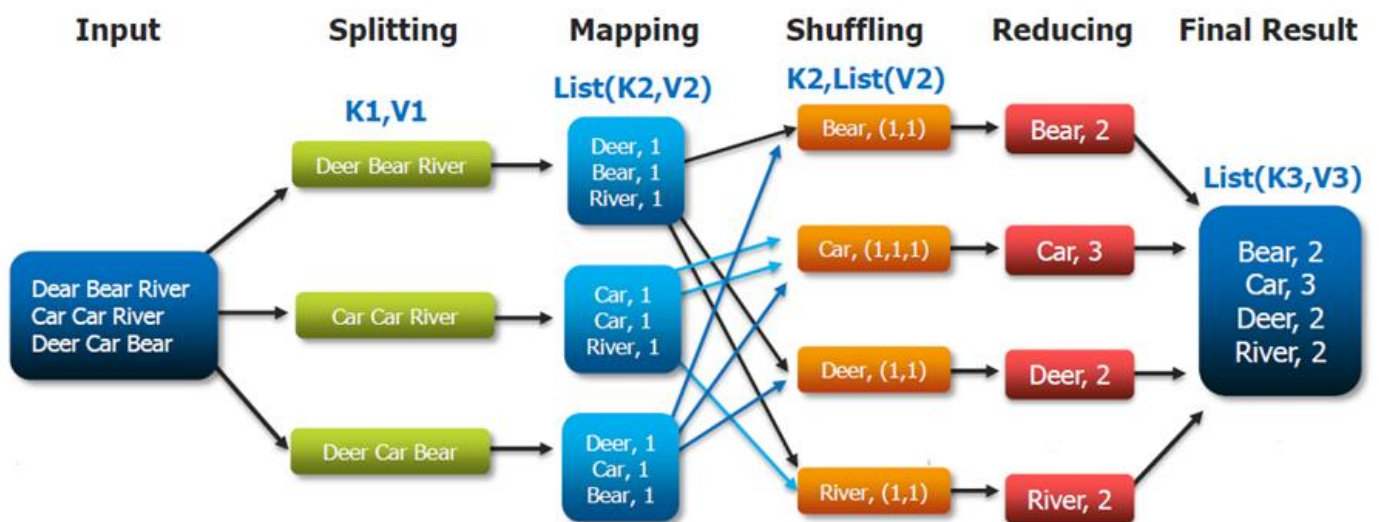 Input
Splitting
Mapping
Shuffling
Reducing
Final Result
K1,V1
List(K2,V2)
K2,List(V2)
List(K3,V3)
Dear Bear River
Car Car River
Deer Car Bear
Deer Bear River
Car Car River
Deer Car Bear
Deer, 1
Bear, 1
River, 1
Car, 1
Car, 1
River, 1
Deer, 1
Car, 1
Bear, 1
Bear, (1,1)
Car, (1,1,1)
Deer, (1,1)
River, (1,1)
Bear, 2
Car, 3
Deer, 2
River, 2
Bear, 2
Car, 3
Deer, 2
River, 2